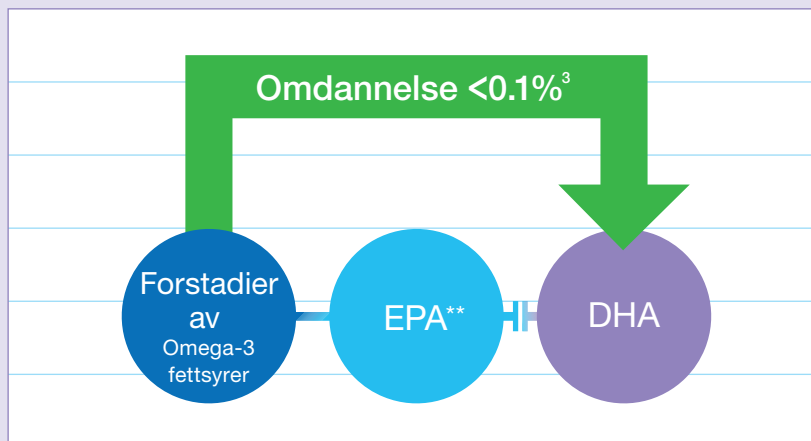 Omdannelse <0.1%³
Forstadier
av
Omega-3
fettsyrer
EPA**
DHA